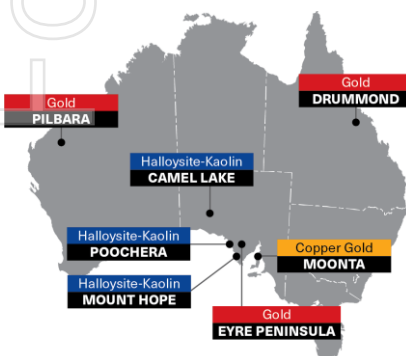 Gold
DRUMMOND
Gold
PILBARA
Halloysite-Kaolin
CAMEL LAKE
Halloysite-Kaolin
POOCHERA
Copper Gold
MOONTA
Halloysite-Kaolin
MOUNT HOPE
Gold
EYRE PENINSULA